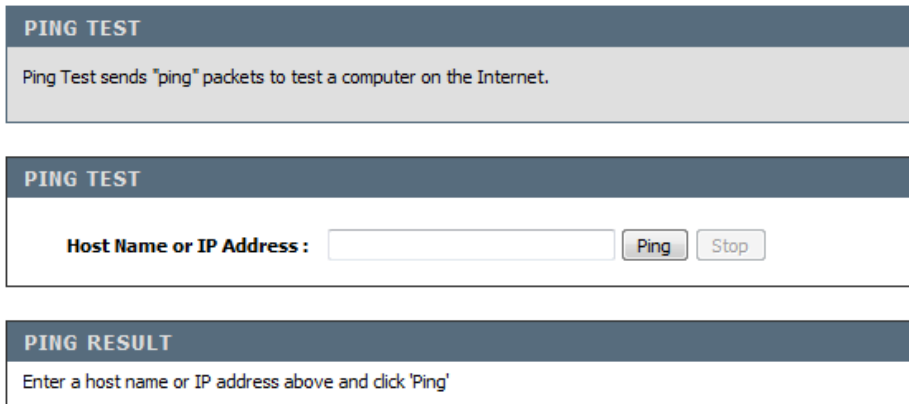 PING TEST
Ping Test sends "ping" packets to test a computer on the Internet.
PING TEST
Host Name or IP Address : Ping Stop
PING RESULT
Enter a host name or IP address above and click 'Ping'